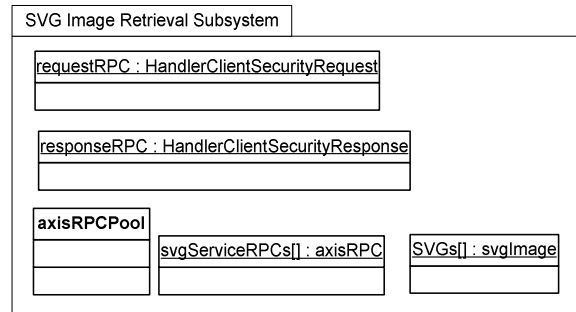 SVG Image Retrieval Subsystem
requestRPC : HandlerClientSecurityRequest
responseRPC : HandlerClientSecurityResponse
axisRPCPool
svgServiceRPCs[] : axisRPC
SVGs[] : svgImage